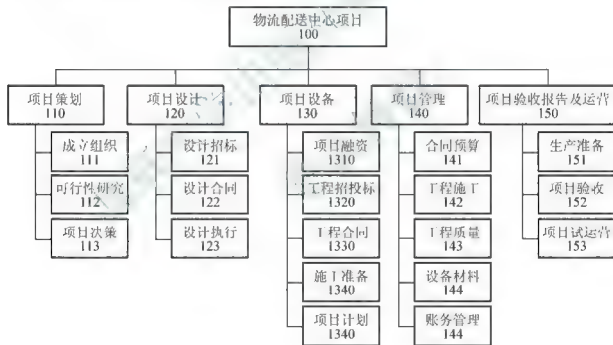 物流配送中心项目
100
项目策划
110
项目设计
120
项目设备
130
项目管理
140
项目验收报告及运营
150
成立组织
111
可行性研究
112
项目决策
113
设计招标
121
设计合同
122
设计执行
123
项目融资
1310
工程招投标
1320
工程合同
1330
施工准备
1340
项目计划
1340
合同预算
141
工程施工
142
工程质量
143
设备材料
144
账务管理
144
生产准备
151
项目验收
152
项目试运营
153